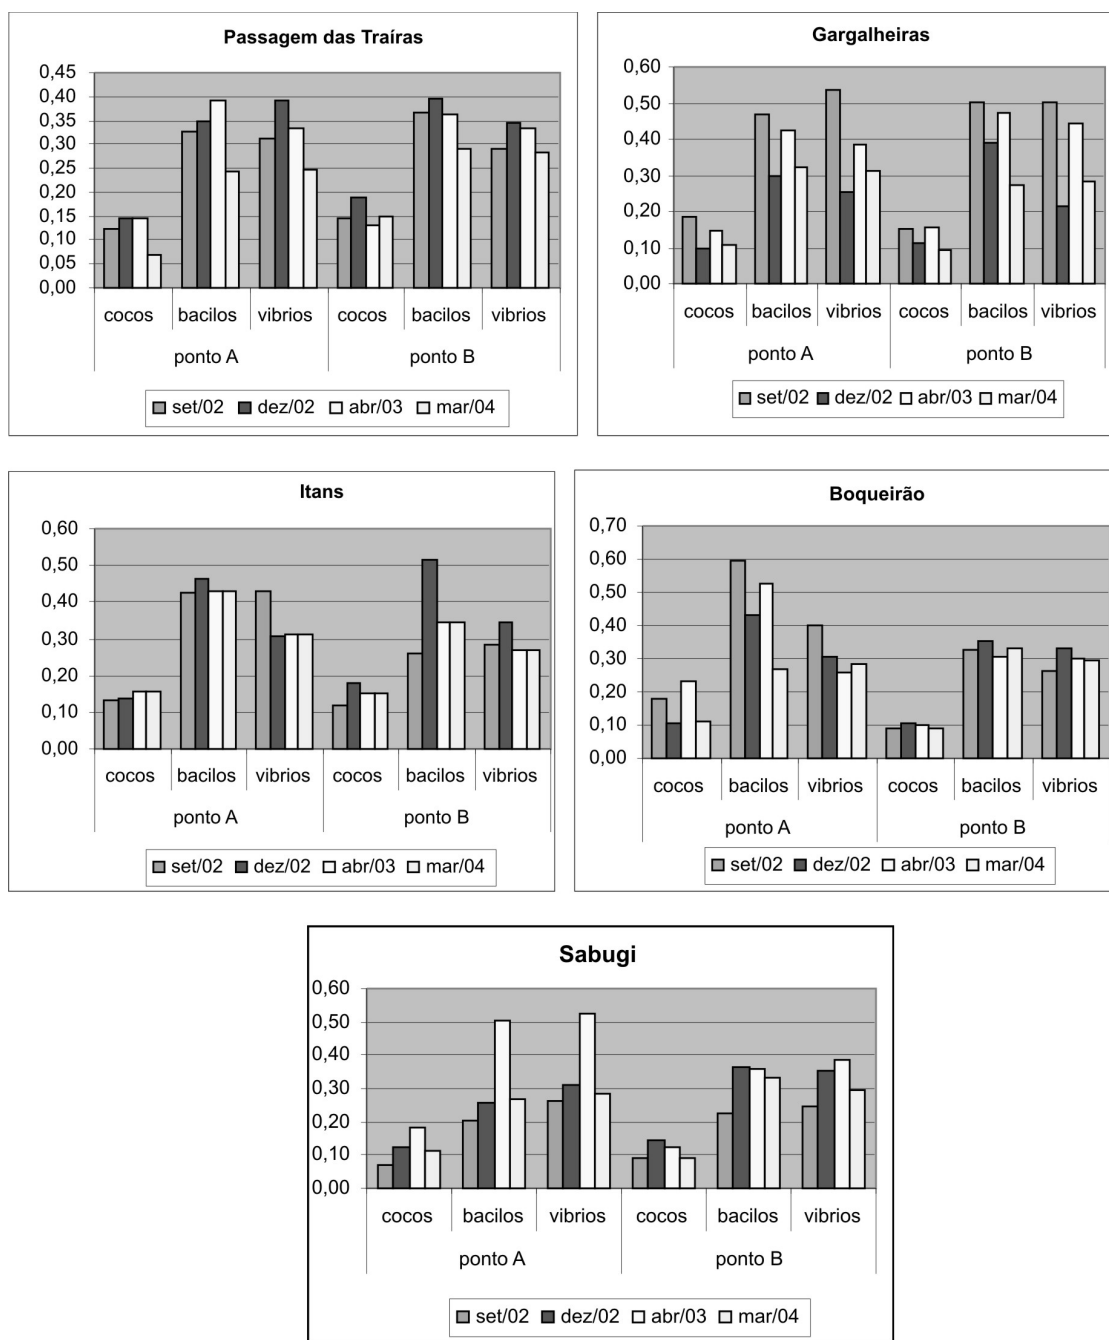 Passagem das Traíras
0,45
0,40
0,35
0,30
0,25
0,20
0,15
0,10
0,05
0,00
cocos bacilos vibrios cocos bacilos vibrios
ponto A ponto B
set/02 dez/02 abr/03 mar/04
Gargalheiras
0,60
0,50
0,40
0,30
0,20
0,10
0,00
cocos bacilos vibrios cocos bacilos vibrios
ponto A ponto B
set/02 dez/02 abr/03 mar/04
Itans
0,60
0,50
0,40
0,30
0,20
0,10
0,00
cocos bacilos vibrios cocos bacilos vibrios
ponto A ponto B
set/02 dez/02 abr/03 mar/04
Boqueirão
0,70
0,60
0,50
0,40
0,30
0,20
0,10
0,00
cocos bacilos vibrios cocos bacilos vibrios
ponto A ponto B
set/02 dez/02 abr/03 mar/04
Sabugi
0,60
0,50
0,40
0,30
0,20
0,10
0,00
cocos bacilos vibrios cocos bacilos vibrios
ponto A ponto B
set/02 dez/02 abr/03 mar/04